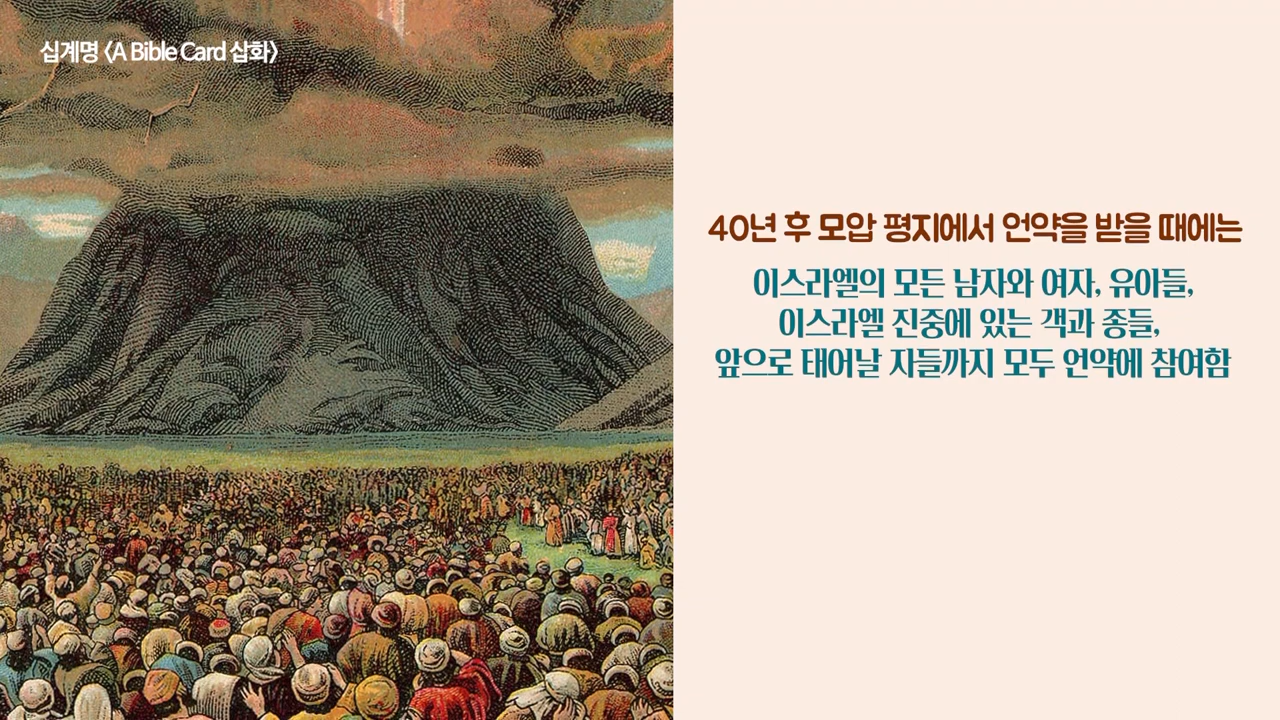 십계명 〈A Bible Card 삽화〉
40년 후 모압 평지에서 언약을 받을 때에는
이스라엘의 모든 남자와 여자, 유아들,
이스라엘 진중에 있는 객과 종들,
앞으로 태어날 자들까지 모두 언약에 참여함